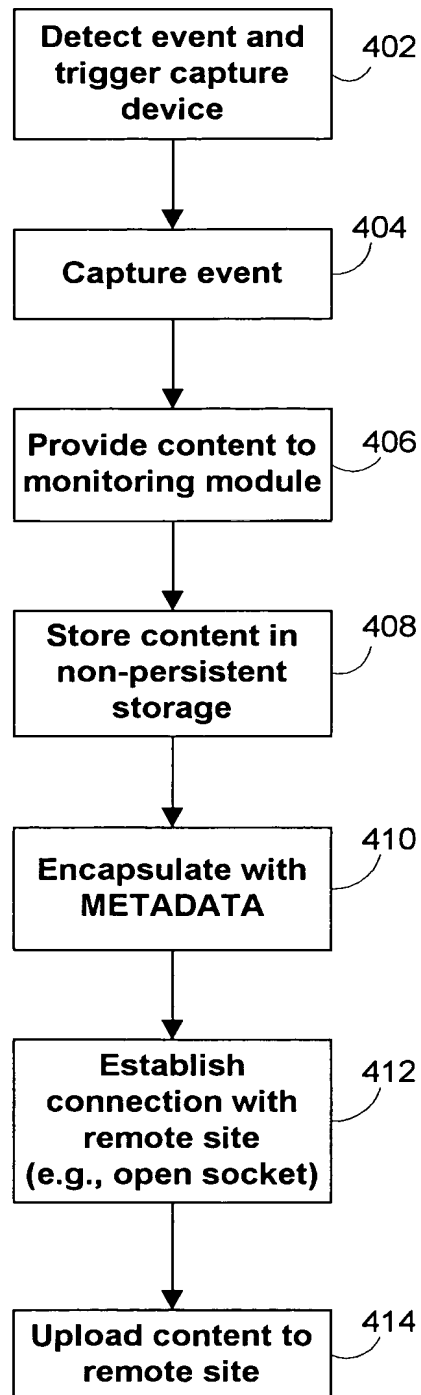 Detect event and
trigger capture
device
402
404
Capture event
Provide content to
monitoring module
406
Store content in
non-persistent
storage
408
410
Encapsulate with
METADATA
Establish
connection with
remote site
(e.g., open socket)
412
Upload content to
remote site
414